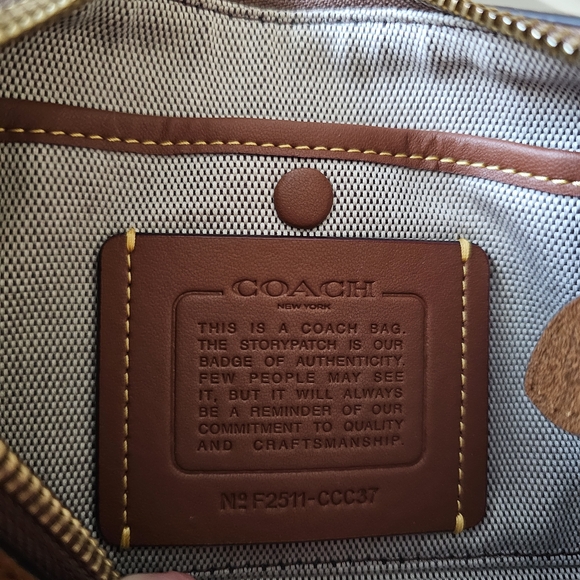 COACH
NEW YORK
THIS IS A COACH BAG.
THE STORYPATCH IS OUR
BADGE OF AUTHENTICITY.
FEW PEOPLE MAY SEE
IT, BUT IT WILL ALWAYS
BE A REMINDER OF OUR
COMMITMENT TO QUALITY
AND CRAFTSMANSHIP.
Nº F2511-CCC37